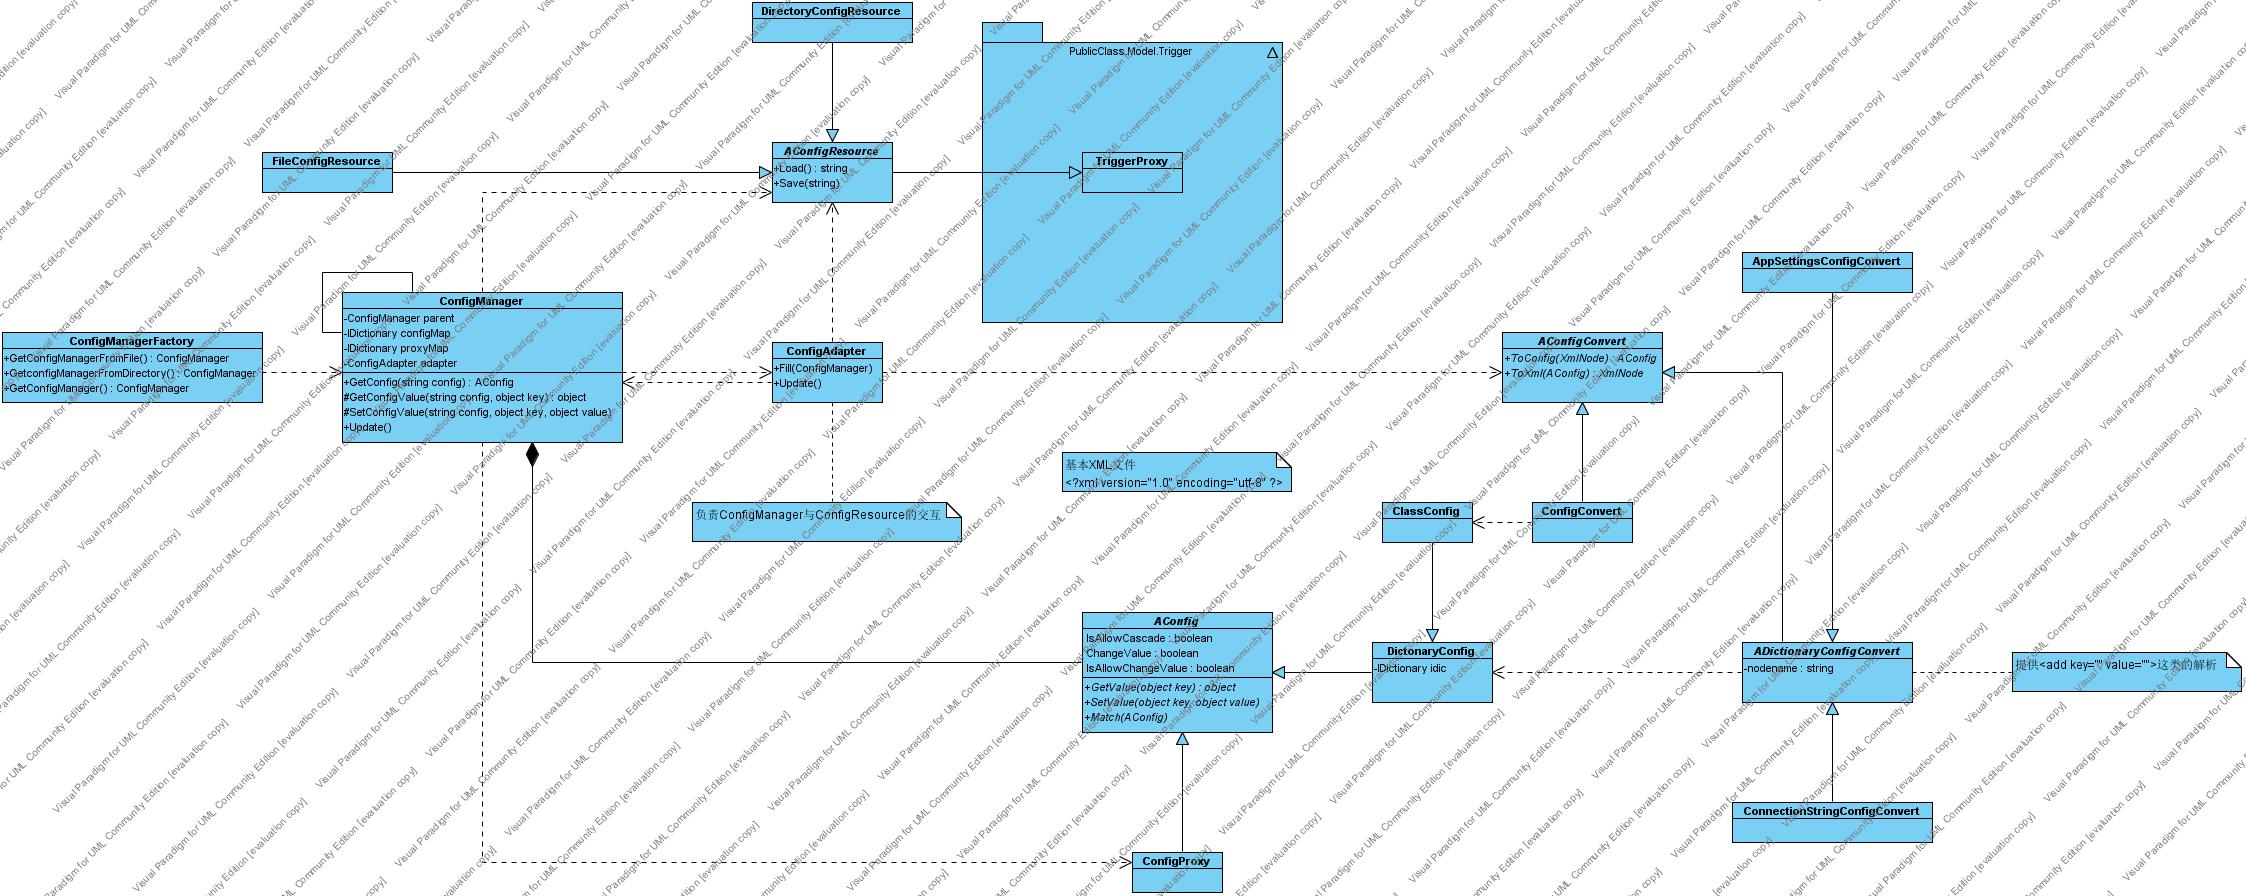 DirectoryConfigResource
PublicClass.Model.Trigger
AConfigResource
+Load() : string
+Save(string)
FileConfigResource
TriggerProxy
AppSettingsConfigConvert
ConfigManager
-ConfigManager parent
-IDictionary configMap
-IDictionary proxyMap
-ConfigAdapter adapter
+GetConfig(string config) : AConfig
#GetConfigValue(string config, object key) : object
#SetConfigValue(string config, object key, object value)
+Update()
ConfigManagerFactory
+GetConfigManagerFromFile() : ConfigManager
+GetconfigManagerFromDirectory() : ConfigManager
+GetConfigManager() : ConfigManager
ConfigAdapter
+Fill(ConfigManager)
+Update()
AConfigConvert
+ToConfig(XmlNode) : AConfig
+ToXml(AConfig) : XmlNode
基本XML文件
<?xml version="1.0" encoding="utf-8" ?>
负责ConfigManager与ConfigResource的交互
ClassConfig
ConfigConvert
AConfig
IsAllowCascade : boolean
ChangeValue : boolean
IsAllowChangeValue : boolean
+GetValue(object key) : object
+SetValue(object key, object value)
+Match(AConfig)
DictonaryConfig
-IDictionary idic
ADictionaryConfigConvert
-nodename : string
提供<add key="" value="">这类的解析
ConnectionStringConfigConvert
ConfigProxy
Visual Paradigm for UML Community Edition [evaluation copy]